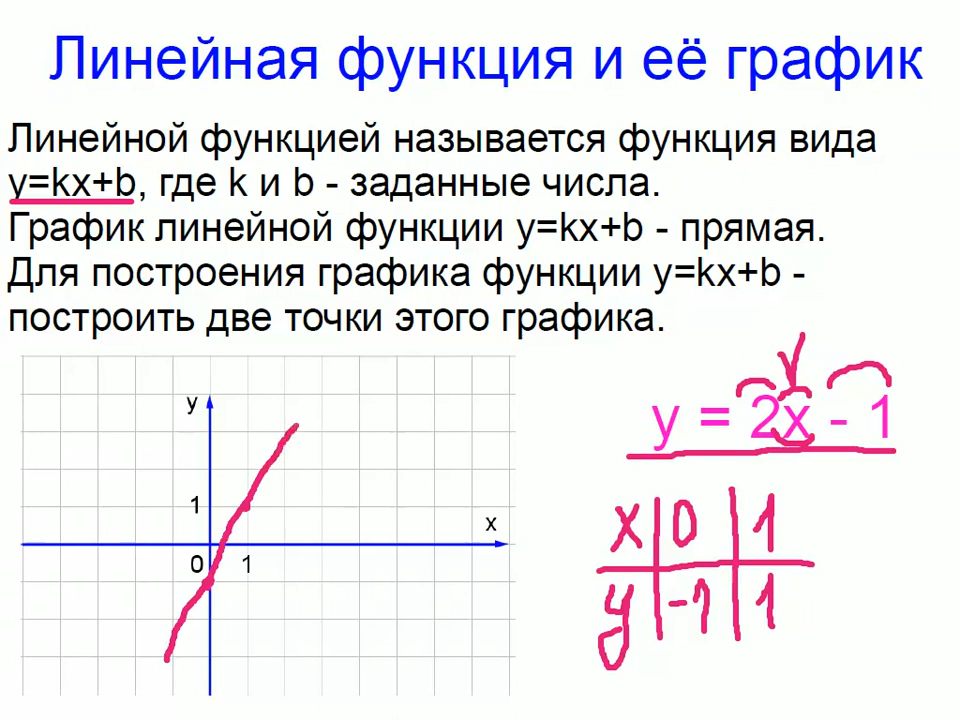 Линейная функция и её график
Линейной функцией называется функция вида
y=kx+b, где k и b - заданные числа.
График линейной функции y=kx+b - прямая.
Для построения графика функции y=kx+b -
построить две точки этого графика.
y
1
x
0 1
y = 2x - 1
x 0 1
y -1 1